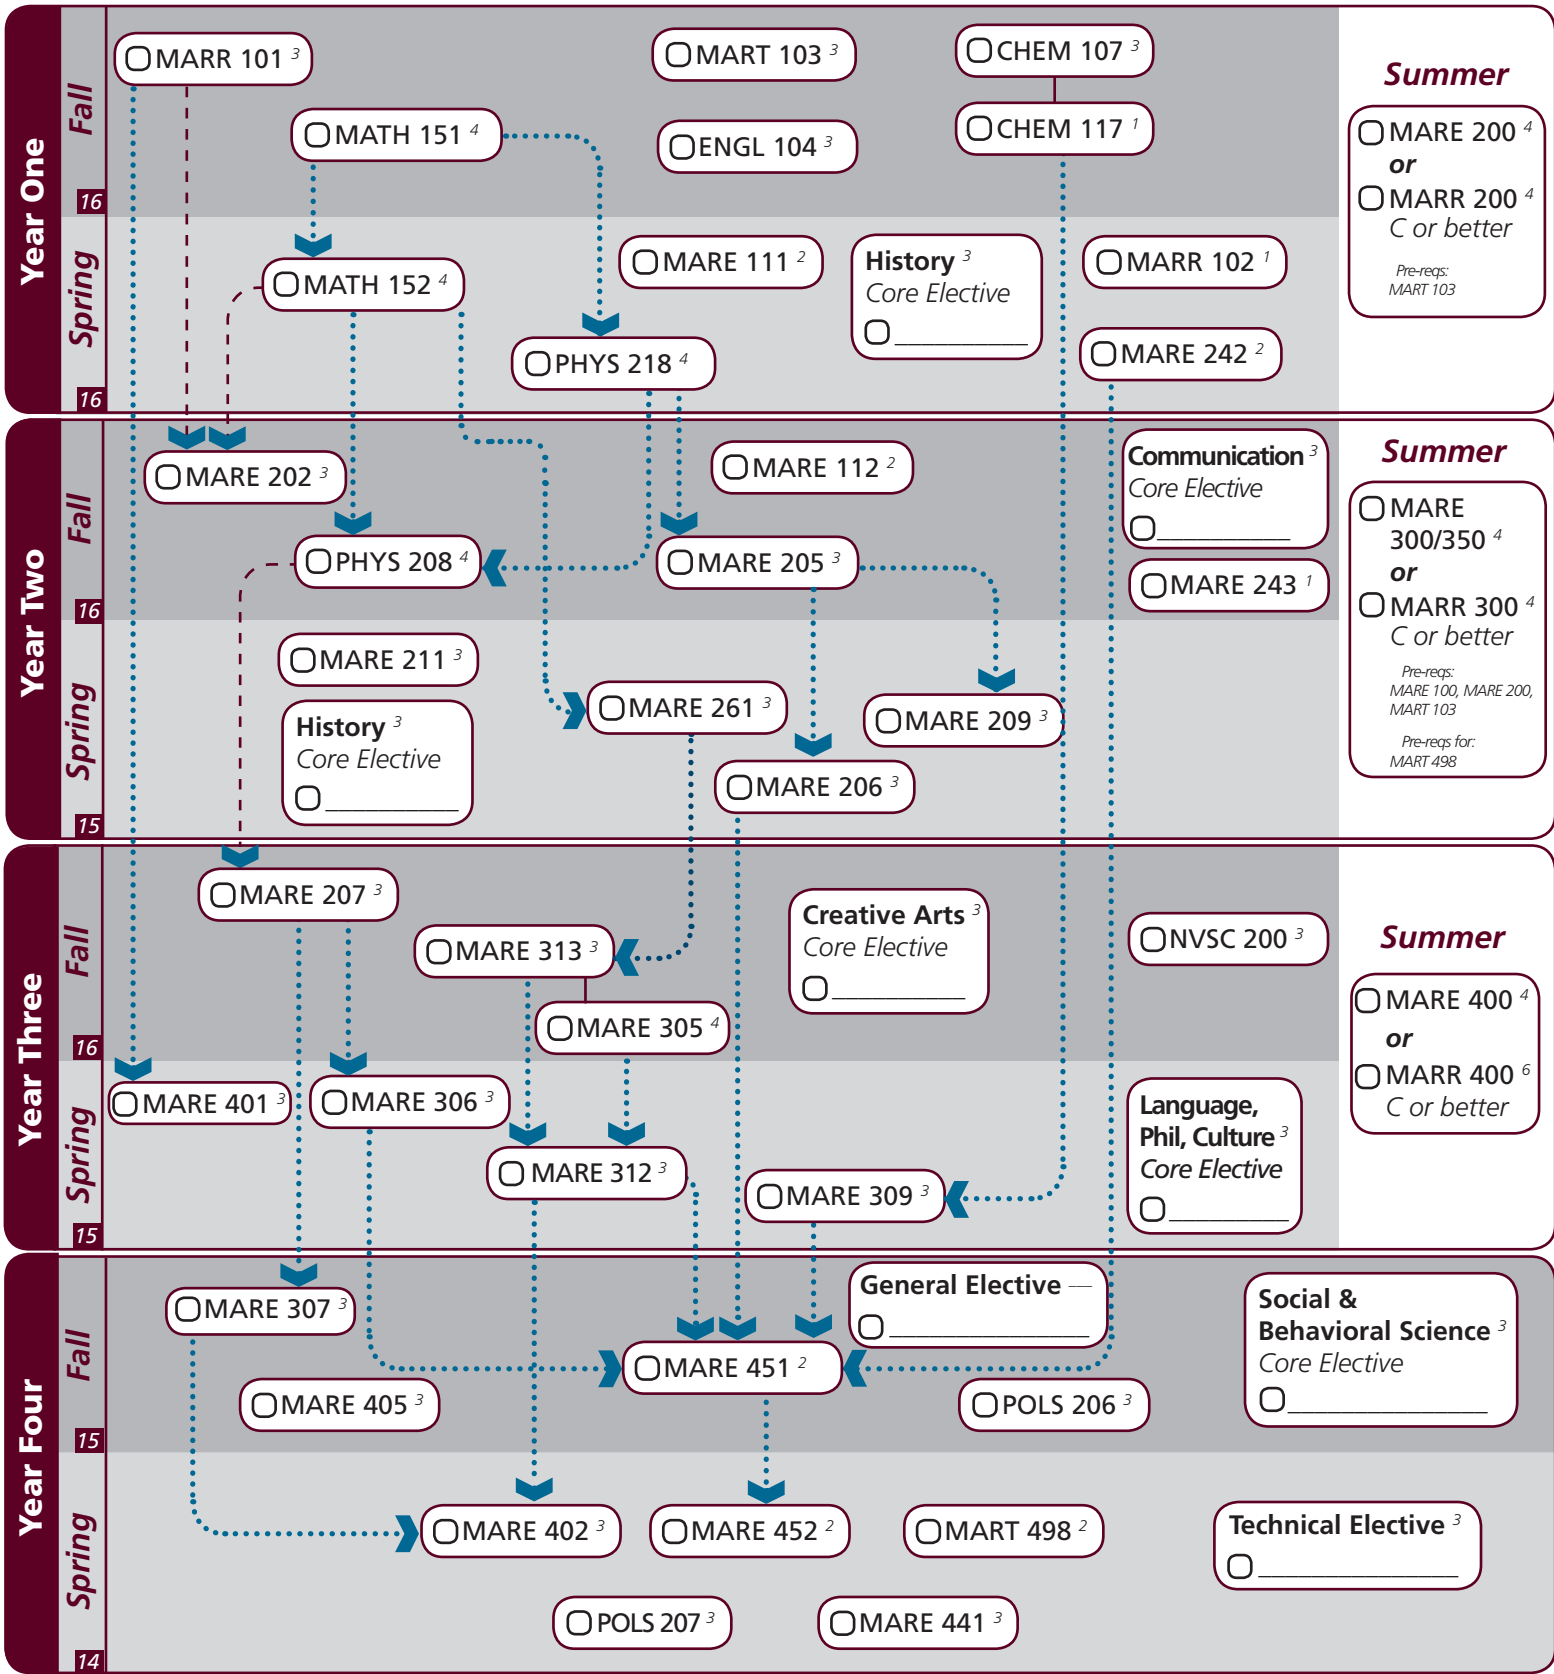 Year One
Fall
16
MARR 101 3
MART 103 3
CHEM 107 3
MATH 151 4
ENGL 104 3
CHEM 117 1
Spring
16
MATH 152 4
MARE 111 2
History 3
Core Elective
__________
MARR 102 1
PHYS 218 4
MARE 242 2
Summer
MARE 200 4
or
MARR 200 4
C or better
Pre-reqs:
MART 103
Year Two
Fall
16
MARE 202 3
MARE 112 2
Communication 3
Core Elective
__________
PHYS 208 4
MARE 205 3
MARE 243 1
Spring
15
MARE 211 3
History 3
Core Elective
__________
MARE 261 3
MARE 209 3
MARE 206 3
Summer
MARE
300/350 4
or
MARR 300 4
C or better
Pre-reqs:
MARE 100, MARE 200,
MART 103
Pre-reqs for:
MART 498
Year Three
Fall
16
MARE 207 3
MARE 313 3
Creative Arts 3
Core Elective
__________
NVSC 200 3
MARE 305 4
Spring
15
MARE 401 3
MARE 306 3
MARE 312 3
MARE 309 3
Language,
Phil, Culture 3
Core Elective
_________
Summer
MARE 400 4
or
MARR 400 6
C or better
Year Four
Fall
15
MARE 307 3
General Elective —
_______________
Social &
Behavioral Science 3
Core Elective
_______________
MARE 451 2
MARE 405 3
POLS 206 3
Spring
14
MARE 402 3
MARE 452 2
MART 498 2
Technical Elective 3
_______________
POLS 207 3
MARE 441 3